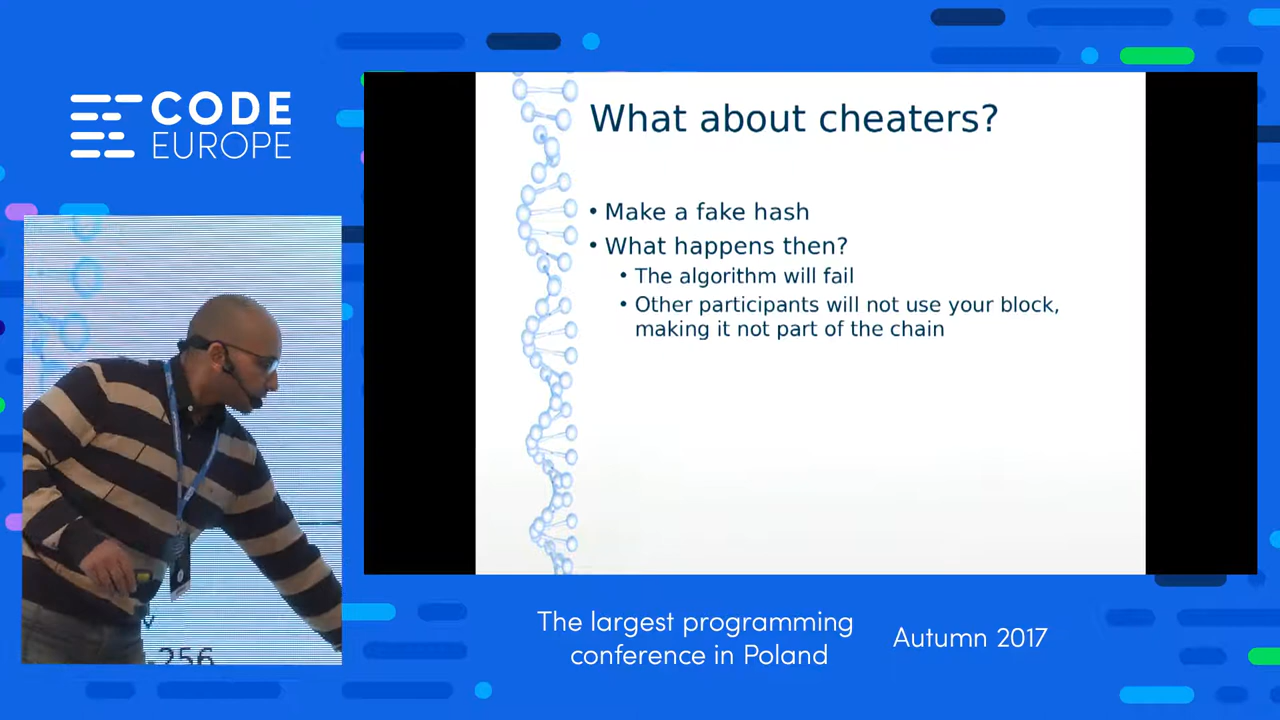 CODE
EUROPE
What about cheaters?
• Make a fake hash
• What happens then?
• The algorithm will fail
• Other participants will not use your block,
making it not part of the chain
256
The largest programming
conference in Poland
Autumn 2017